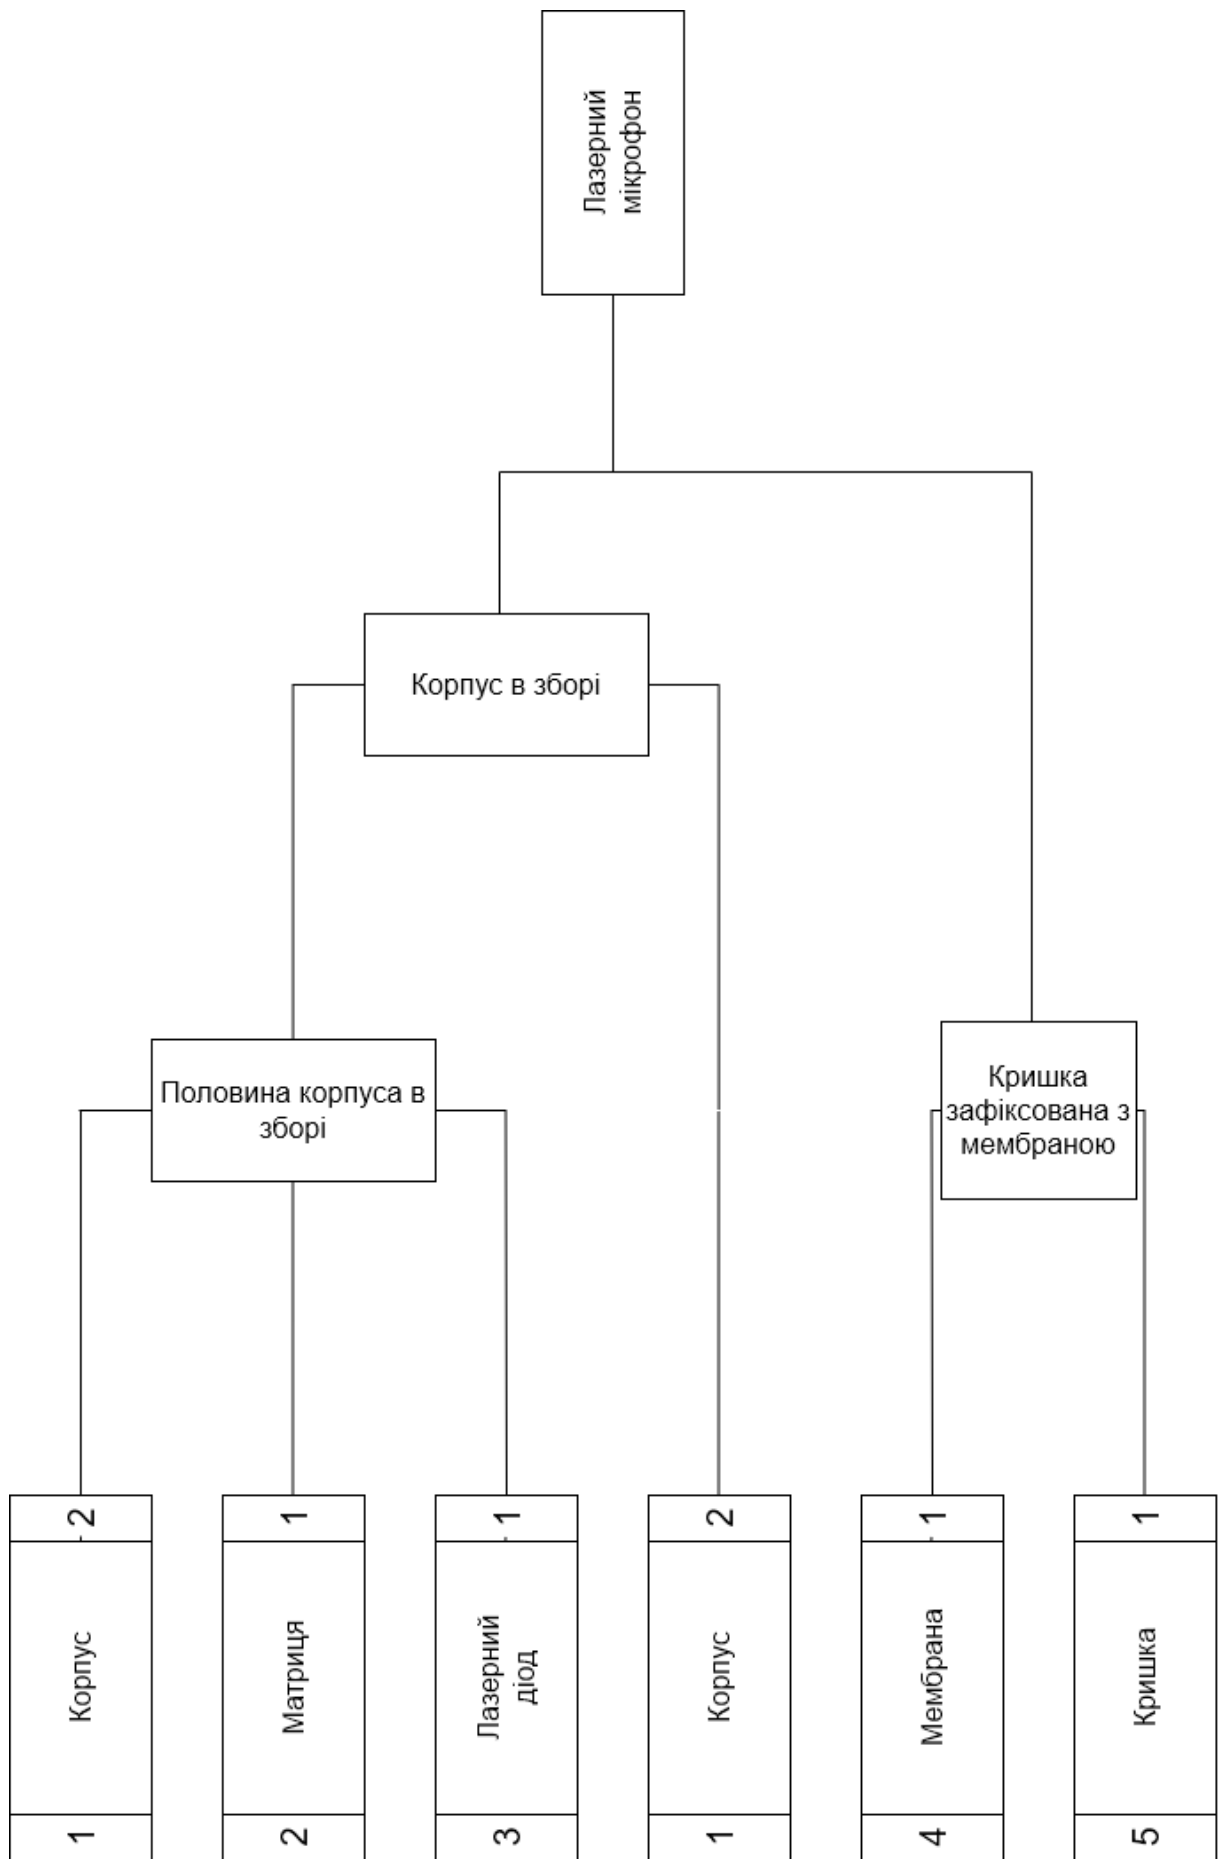 Лазерний
мікрофон
Корпус в зборі
Половина корпуса в
зборі
Кришка
зафіксована з
мембраною
2
1
1
2
1
1
Корпус
Матриця
Лазерний
діод
Корпус
Мембрана
Кришка
1
2
3
1
4
5